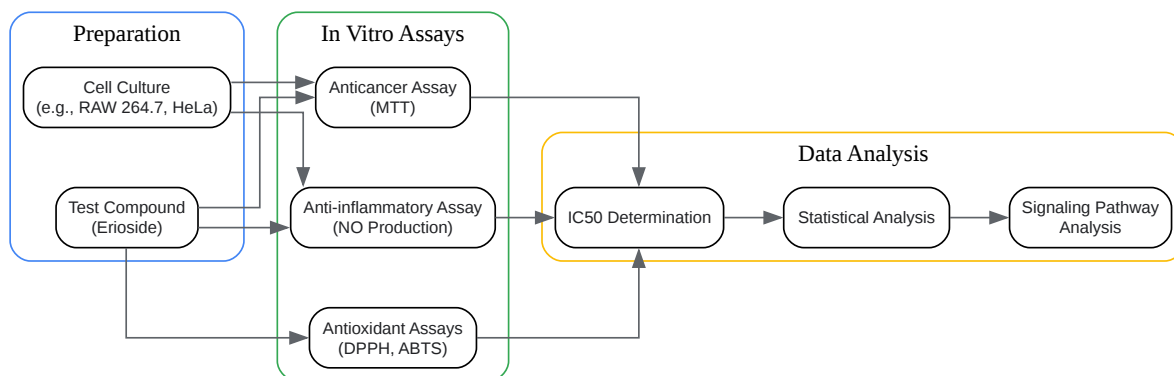 Preparation
Cell Culture
(e.g., RAW 264.7, HeLa)
Test Compound
(Erioside)
In Vitro Assays
Anticancer Assay
(MTT)
Anti-inflammatory Assay
(NO Production)
Antioxidant Assays
(DPPH, ABTS)
Data Analysis
IC50 Determination
Statistical Analysis
Signaling Pathway
Analysis